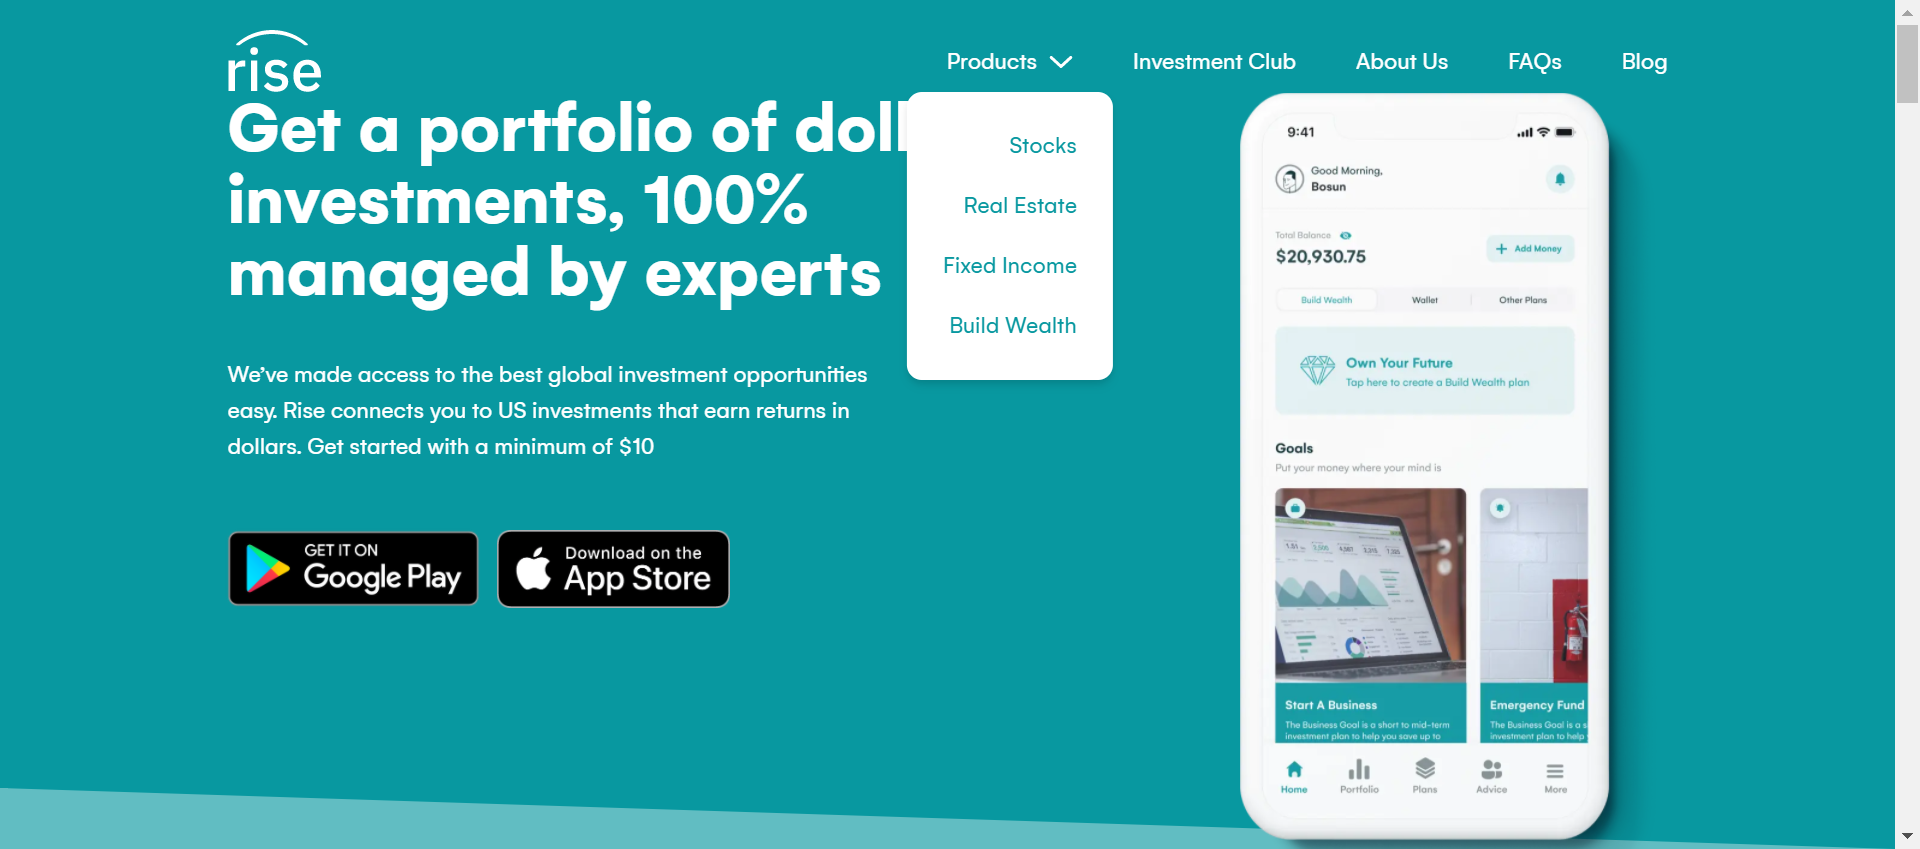 rise
Products
Investment Club
About Us
FAQs
Blog
Stocks
Real Estate
Fixed Income
Build Wealth
Get a portfolio of doll
investments, 100%
managed by experts
We’ve made access to the best global investment opportunities
easy. Rise connects you to US investments that earn returns in
dollars. Get started with a minimum of $10
GET IT ON
Google Play
Download on the
App Store
9:41
Good Morning,
Bosun
Total Balance
$20,930.75
Add Money
Build Wealth
Wallet
Other Plans
Own Your Future
Tap here to create a Build Wealth plan
Goals
Put your money where your mind is
Start A Business
The Business Goal is a short to mid-term
investment plan to help you save up to
Emergency Fund
The Business Goal is a s
investment plan to help
Home
Portfolio
Plans
Advice
More